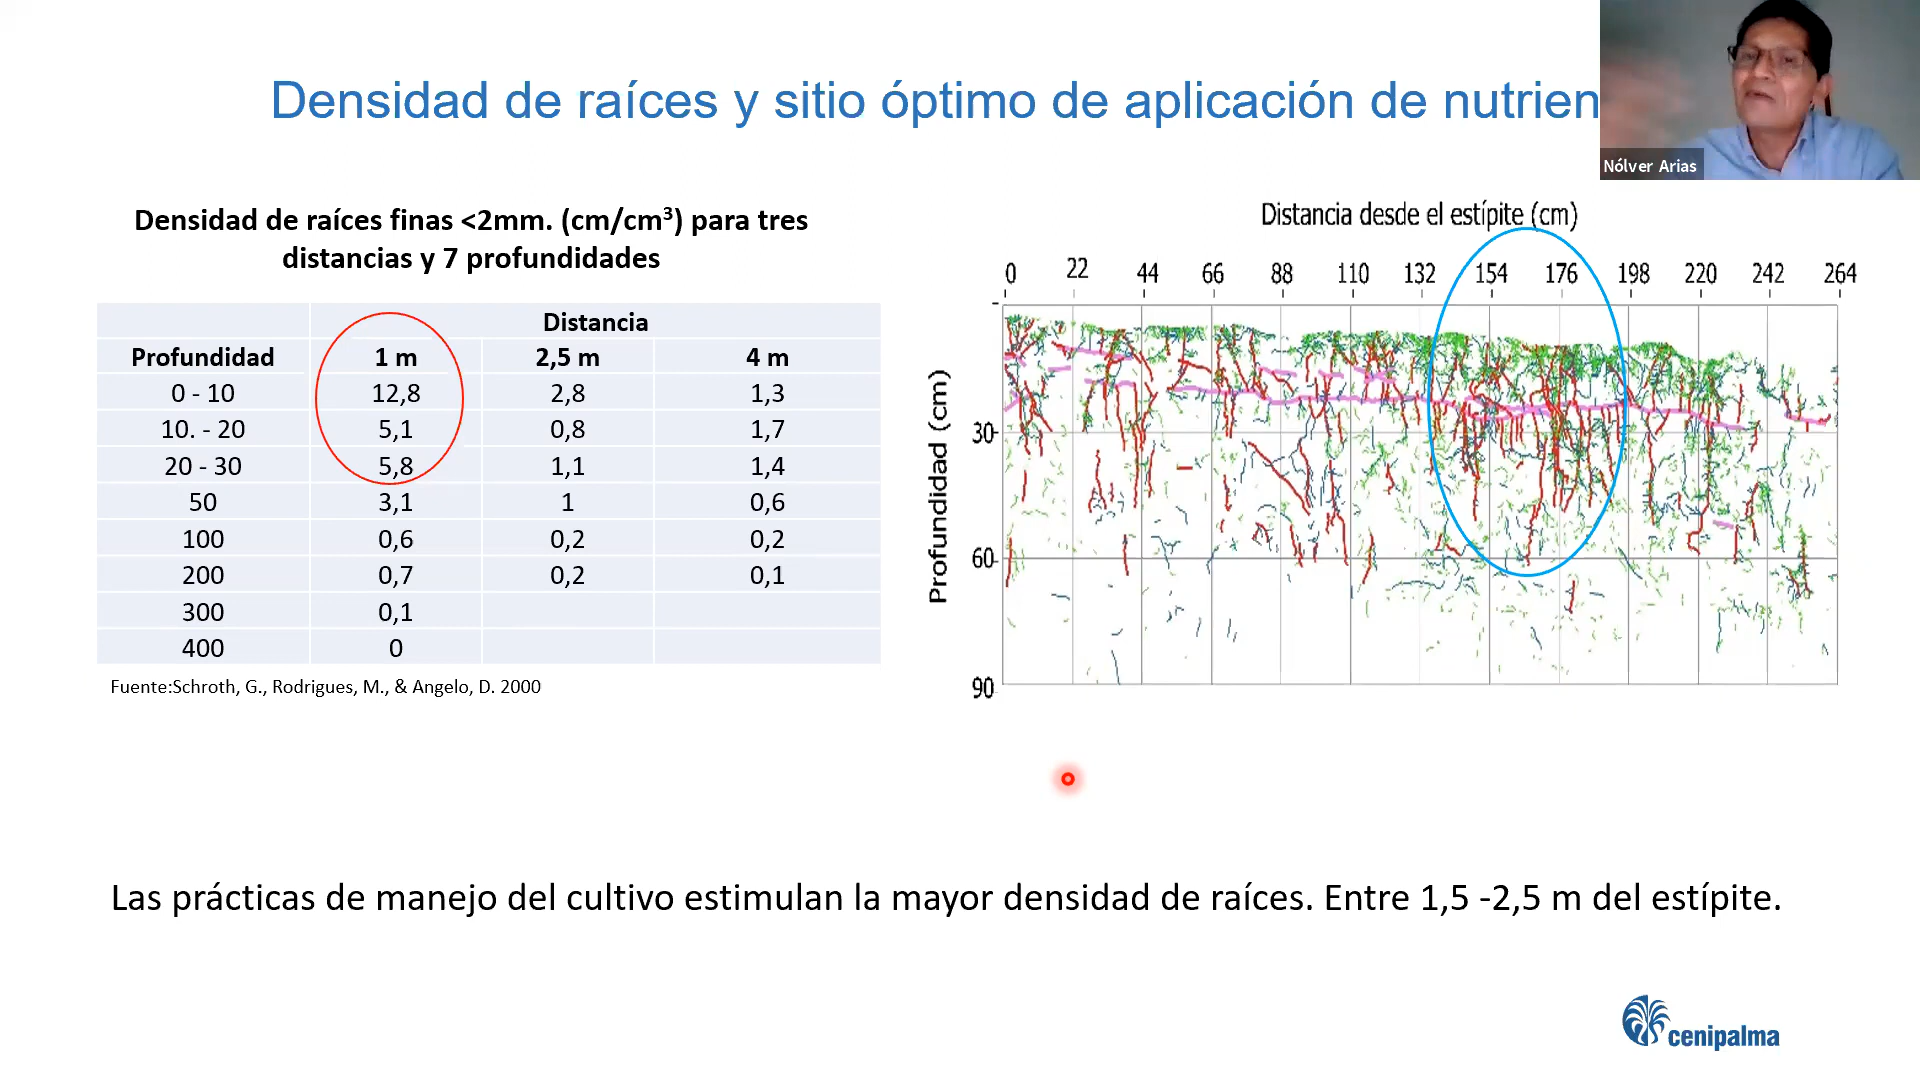 Densidad de raíces y sitio óptimo de aplicación de nutrien
Nólver Arias
Densidad de raíces finas <2mm. (cm/cm³) para tres
distancias y 7 profundidades
Distancia
Profundidad 1 m 2,5 m 4 m
0 - 10 12,8 2,8 1,3
10. - 20 5,1 0,8 1,7
20 - 30 5,8 1,1 1,4
50 3,1 1 0,6
100 0,6 0,2 0,2
200 0,7 0,2 0,1
300 0,1
400 0
Fuente:Schroth, G., Rodrigues, M., & Angelo, D. 2000
Distancia desde el estípite (cm)
0 22 44 66 88 110 132 154 176 198 220 242 264
Profundidad (cm)
30
60
90
Las prácticas de manejo del cultivo estimulan la mayor densidad de raíces. Entre 1,5 -2,5 m del estípite.
cenipalma